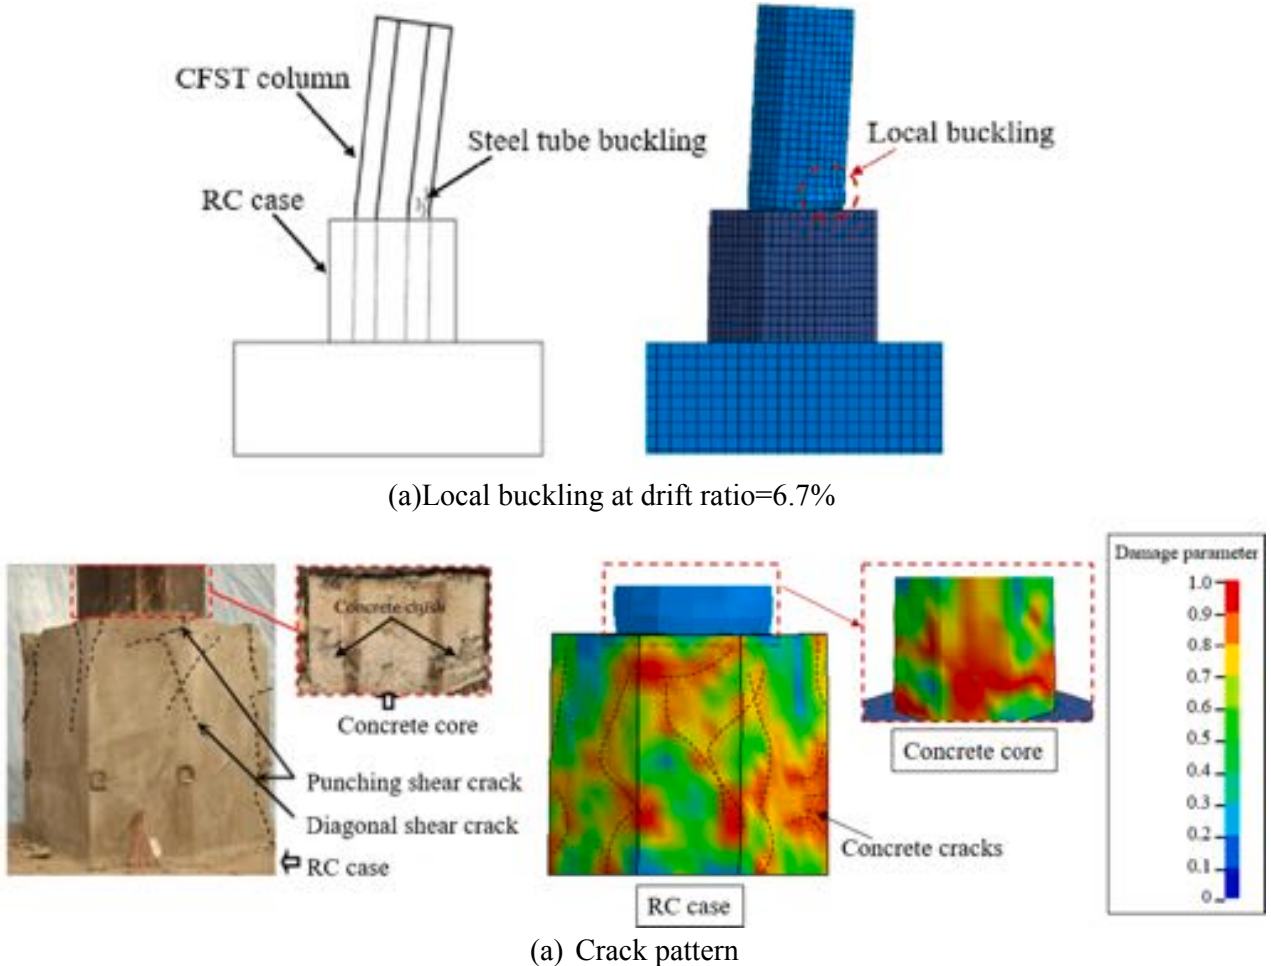 CFST column
Steel tube buckling
RC case
Local buckling
(a)Local buckling at drift ratio=6.7%
Concrete crush
Concrete core
Punching shear crack
Diagonal shear crack
RC case
Concrete core
Concrete cracks
RC case
Damage parameter
1.0
0.9
0.8
0.7
0.6
0.5
0.4
0.3
0.2
0.1
0
(a) Crack pattern